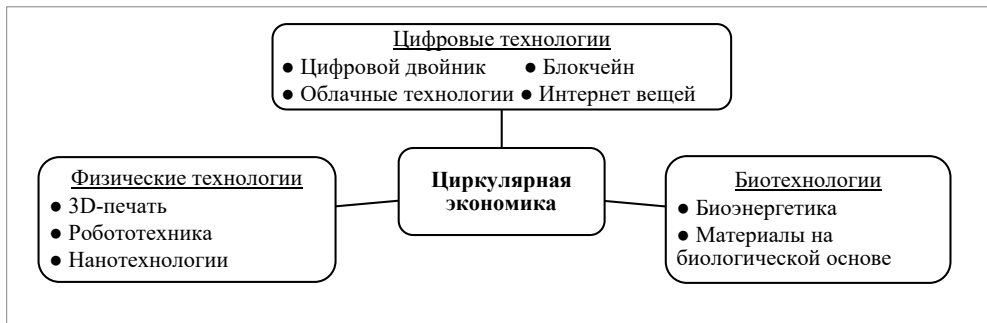 Цифровые технологии
● Цифровой двойник ● Блокчейн
● Облачные технологии ● Интернет вещей
Физические технологии
● 3D-печать
● Робототехника
● Нанотехнологии
Циркулярная
экономика
Биотехнологии
● Биоэнергетика
● Материалы на
биологической основе